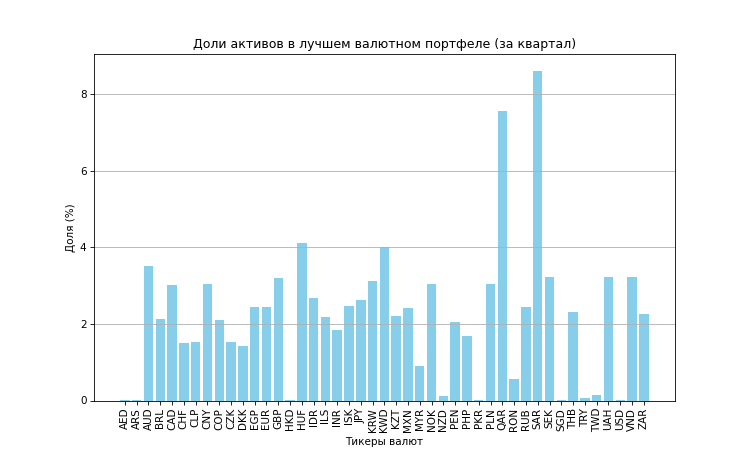 Доли активов в лучшем валютном портфеле (за квартал)
Доля (%)
8
6
4
2
0
AED ARS AUD BRL CAD CHF CLP CNY COP CZK DKK EGP EUR GBP HKD HUF IDR ILS INR ISK JPY KRW KWD KZT MXN MYR NOK NZD PEN PHP PKR PLN QAR RON RUB SAR SEK SGD THB TRY TWD UAH USD VND ZAR
Тикеры валют